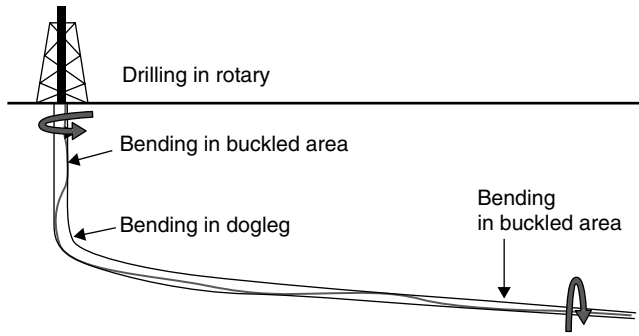 Drilling in rotary
Bending in buckled area
Bending in dogleg
Bending
in buckled area